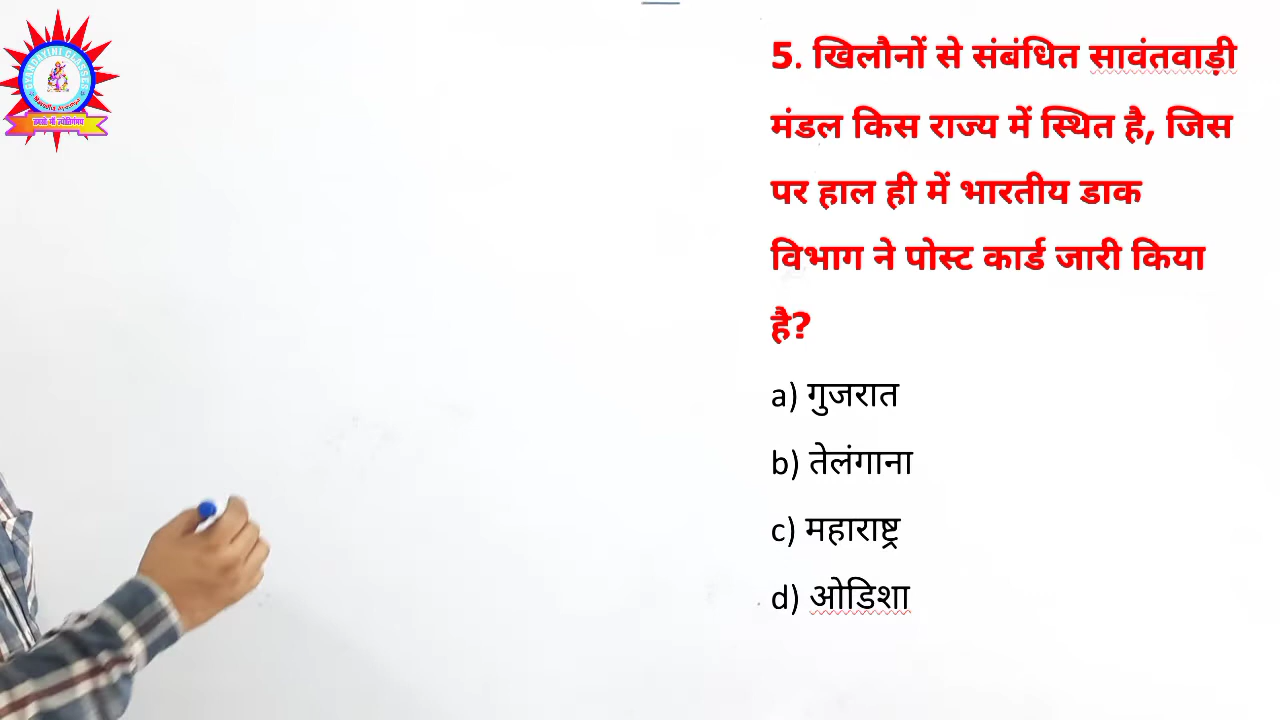 5. खिलौनों से संबंधित सावंतवाड़ी
मंडल किस राज्य में स्थित है, जिस
पर हाल ही में भारतीय डाक
विभाग ने पोस्ट कार्ड जारी किया
है?
a) गुजरात
b) तेलंगाना
c) महाराष्ट्र
d) ओडिशा